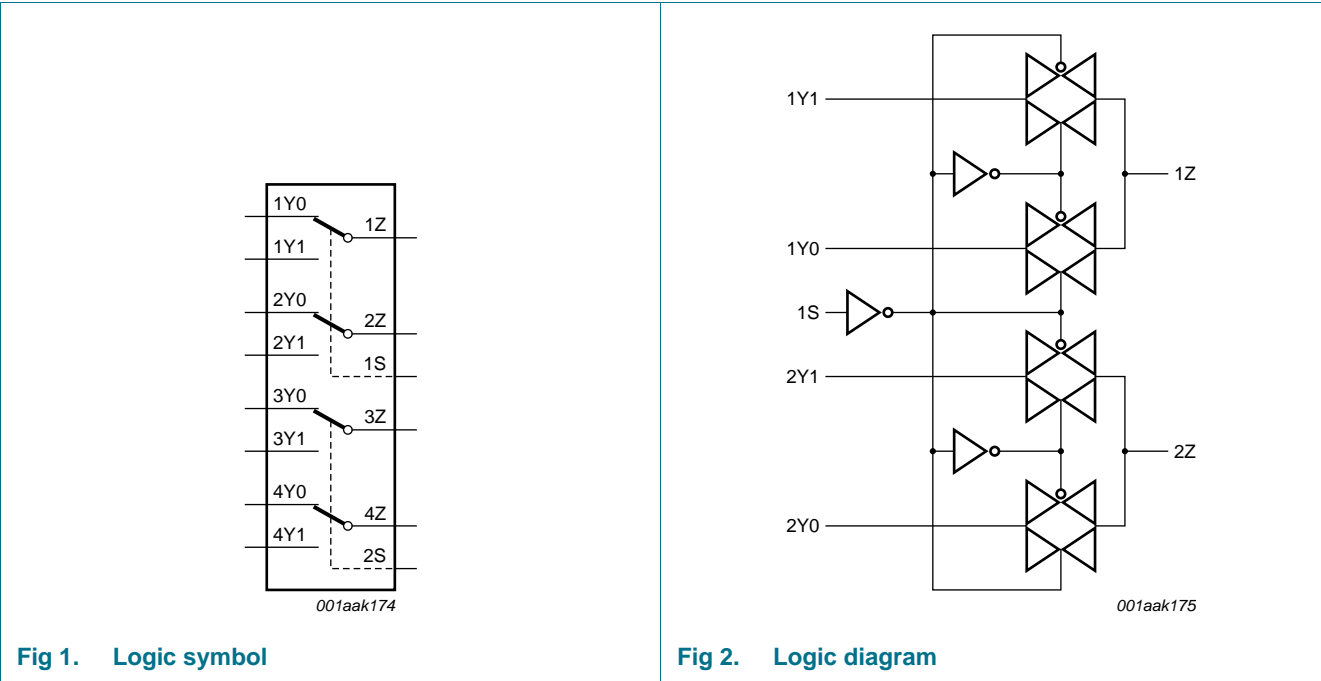 1Y0
1Z
1Y1
2Y0
2Z
2Y1
1S
3Y0
3Z
3Y1
4Y0
4Z
4Y1
2S
001aak174
Fig 1. Logic symbol
1Y1
1Z
1Y0
1S
2Y1
2Z
2Y0
001aak175
Fig 2. Logic diagram